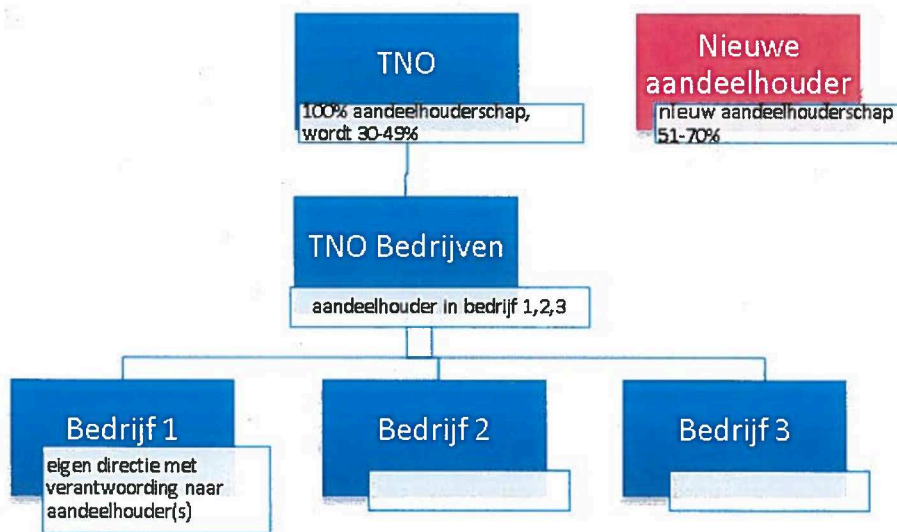 TNO
100% aandeelhouderschap,
wordt 30-49%
Nieuwe
aandeelhouder
nieuw aandeelhouderschap
51-70%
TNO Bedrijven
aandeelhouder in bedrijf 1,2,3
Bedrijf 1
eigen directie met
verantwoording naar
aandeelhouder(s)
Bedrijf 2
Bedrijf 3